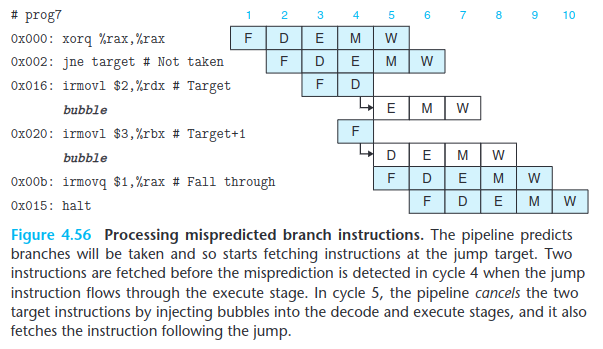 # prog7 1 2 3 4 5 6 7 8 9 10
0x000: xorq %rax,%rax F D E M W
0x002: jne target # Not taken F D E M W
0x016: irmovl $2,%rdx # Target F D
bubble E M W
0x020: irmovl $3,%rbx # Target+1 F
bubble D E M W
0x00b: irmovq $1,%rax # Fall through F D E M W
0x015: halt F D E M W
Figure 4.56 Processing mispredicted branch instructions. The pipeline predicts
branches will be taken and so starts fetching instructions at the jump target. Two
instructions are fetched before the misprediction is detected in cycle 4 when the jump
instruction flows through the execute stage. In cycle 5, the pipeline cancels the two
target instructions by injecting bubbles into the decode and execute stages, and it also
fetches the instruction following the jump.